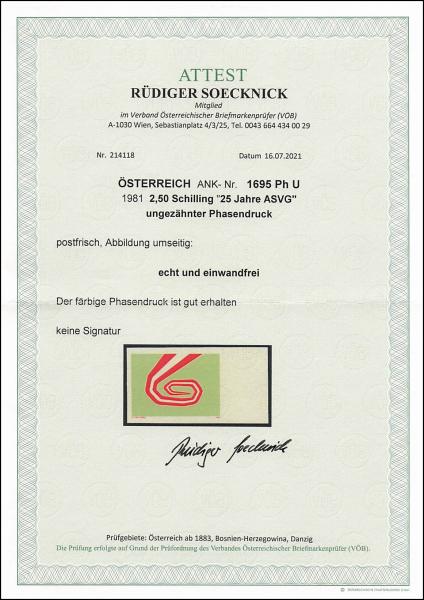 ATTEST
RÜDIGER SOECKNICK
Mitglied
im Verband Österreichischer Briefmarkenprüfer (VÖB)
A-1030 Wien, Sebastianplatz 4/3/25, Tel. 0043 664 434 00 29
Nr. 214118 Datum 16.07.2021
ÖSTERREICH ANK- Nr. 1695 Ph U
1981 2,50 Schilling "25 Jahre ASVG"
ungezähnter Phasendruck
postfrisch, Abbildung umseitig:
echt und einwandfrei
Der färbige Phasendruck ist gut erhalten
keine Signatur
Rüdiger Soecknick
Prüfgebiete: Österreich ab 1883, Bosnien-Herzegowina, Danzig
Die Prüfung erfolgte auf Grund der Prüfordnung des Verbandes Österreichischer Briefmarkenprüfer (VÖB).